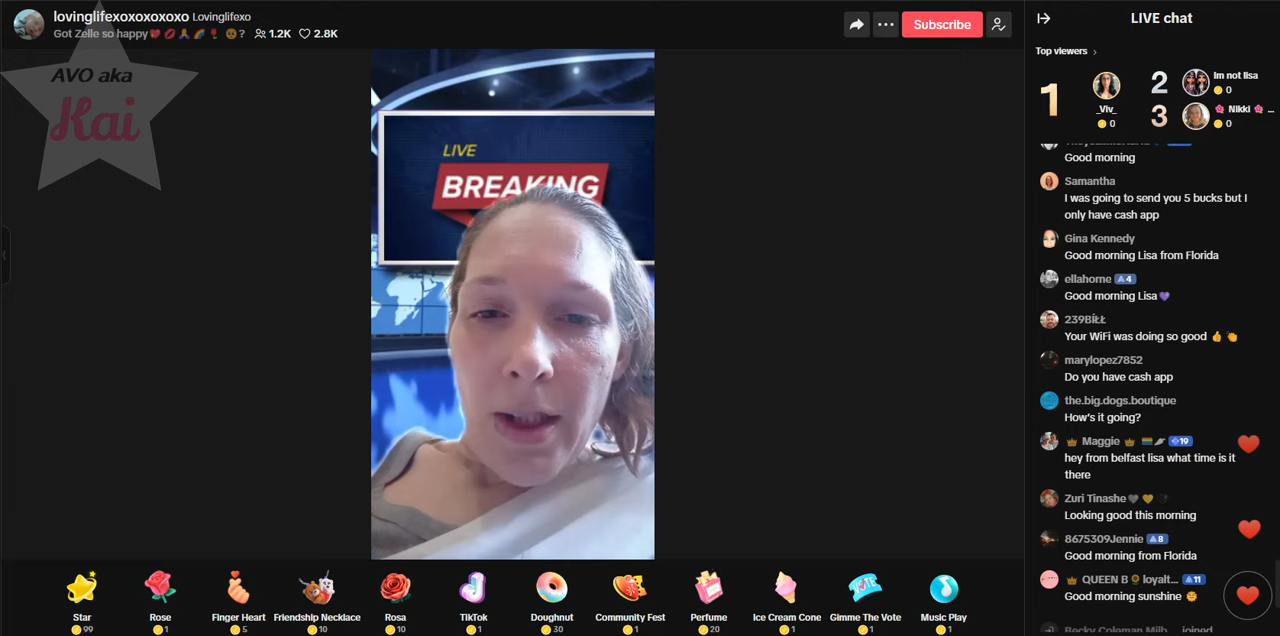 lovinglifexoxoxoxoxo Lovinglifexo
Got Zelle so happy ? 1.2K 2.8K
Subscribe
AVO aka
Kai
LIVE
BREAKING
Star
99
Rose
1
Finger Heart
5
Friendship Necklace
10
Rosa
10
TikTok
1
Doughnut
30
Community Fest
1
Perfume
20
Ice Cream Cone
1
VOTE
Gimme The Vote
1
Music Play
1
LIVE chat
Top viewers
1
_Viv_
0
2
Im not lisa
0
3
Nikki ...
0
Good morning
Samantha
I was going to send you 5 bucks but I
only have cash app
Gina Kennedy
Good morning Lisa from Florida
ellahorne 4
Good morning Lisa💜
239BÍŁŁ
Your WiFi was doing so good 👍 👏
marylopez7852
Do you have cash app
the.big.dogs.boutique
How's it going?
Maggie 19
hey from belfast lisa what time is it
there
Zuri Tinashe
Looking good this morning
8675309Jennie 8
Good morning from Florida
QUEEN B loyalt... 11
Good morning sunshine 🌞
Becky Coleman Milb... joined